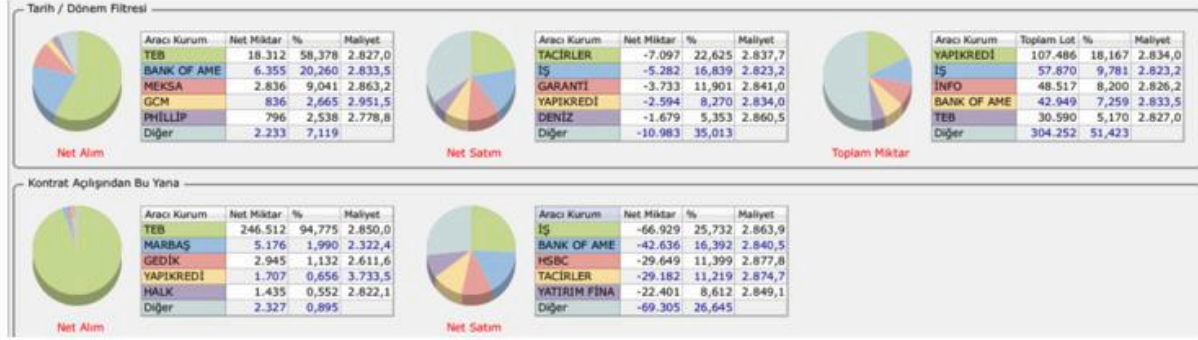 Tarih / Dönem Filtresi
Aracı Kurum Net Miktar % Maliyet
TEB 18.312 58,378 2.827,0
BANK OF AME 6.355 20,260 2.833,5
MEKSA 2.836 9,041 2.863,2
GCM 836 2,665 2.951,5
PHİLLİP 796 2,538 2.778,8
Diğer 2.233 7,119
Net Alım
Aracı Kurum Net Miktar % Maliyet
TACİRLER -7.097 22,625 2.837,7
İŞ -5.282 16,839 2.823,2
GARANTİ -3.733 11,901 2.841,0
YAPIKREDİ -2.594 8,270 2.834,0
DENİZ -1.679 5,353 2.860,5
Diğer -10.983 35,013
Net Satım
Aracı Kurum Toplam Lot % Maliyet
YAPIKREDİ 107.486 18,167 2.834,0
İŞ 57.870 9,781 2.823,2
İNFO 48.517 8,200 2.826,2
BANK OF AME 42.949 7,259 2.833,5
TEB 30.590 5,170 2.827,0
Diğer 304.252 51,423
Toplam Miktar
Kontrat Açılışından Bu Yana
Aracı Kurum Net Miktar % Maliyet
TEB 246.512 94,775 2.850,0
MARBAŞ 5.176 1,990 2.322,4
GEDİK 2.945 1,132 2.611,6
YAPIKREDİ 1.707 0,656 3.733,5
HALK 1.435 0,552 2.822,1
Diğer 2.327 0,895
Net Alım
Aracı Kurum Net Miktar % Maliyet
İŞ -66.929 25,732 2.863,9
BANK OF AME -42.636 16,392 2.840,5
HSBC -29.649 11,399 2.877,8
TACİRLER -29.182 11,219 2.874,7
YATIRIM FİNA -22.401 8,612 2.849,1
Diğer -69.305 26,645
Net Satım